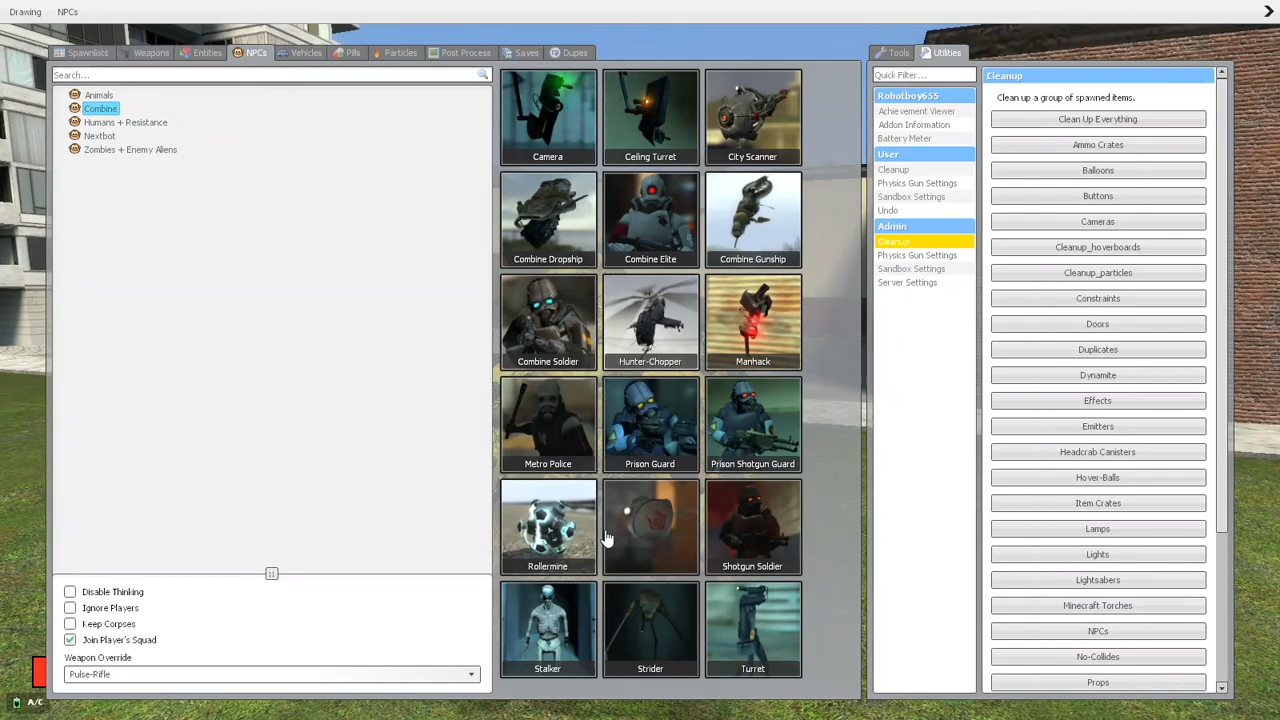 Drawing NPCs
Spawnlists Weapons Entities NPCs Vehicles Pills Particles Post Process Saves Dupes
Search...
Animals
Combine
Humans + Resistance
Nextbot
Zombies + Enemy Aliens
Camera Ceiling Turret City Scanner
Combine Dropship Combine Elite Combine Gunship
Combine Soldier Hunter-Chopper Manhack
Metro Police Prison Guard Prison Shotgun Guard
Rollermine Shotgun Soldier
Stalker Strider Turret
Disable Thinking
Ignore Players
Keep Corpses
Join Player's Squad
Weapon Override
Pulse-Rifle
A/C
Tools Utilities
Quick Filter...
Robotboy655
Achievement Viewer
Addon Information
Battery Meter
User
Cleanup
Physics Gun Settings
Sandbox Settings
Undo
Admin
Cleanup
Physics Gun Settings
Sandbox Settings
Server Settings
Cleanup
Clean up a group of spawned items.
Clean Up Everything
Ammo Crates
Balloons
Buttons
Cameras
Cleanup_hoverboards
Cleanup_particles
Constraints
Doors
Duplicates
Dynamite
Effects
Emitters
Headcrab Canisters
Hover-Balls
Item Crates
Lamps
Lights
Lightsabers
Minecraft Torches
NPCs
No-Collides
Props